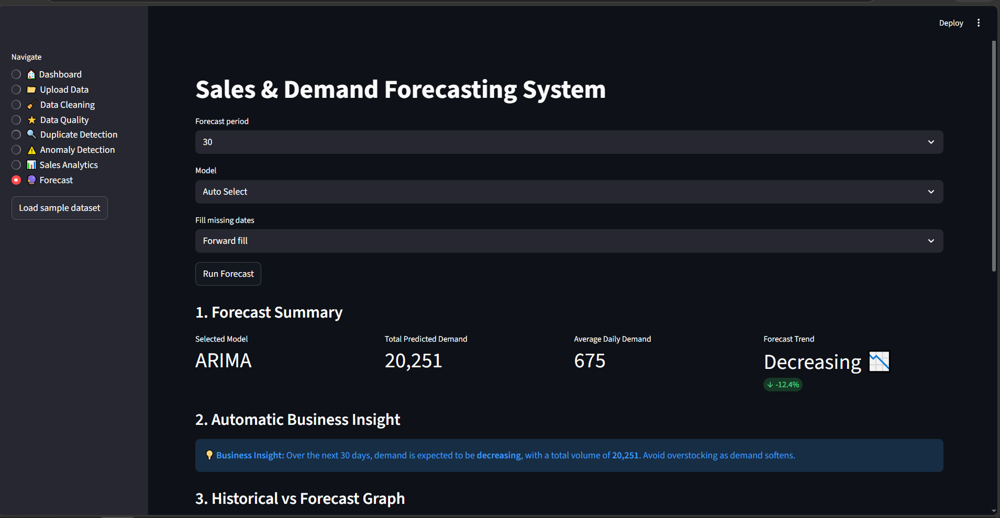 Deploy
Navigate
Dashboard
Upload Data
Data Cleaning
Data Quality
Duplicate Detection
Anomaly Detection
Sales Analytics
Forecast
Load sample dataset
Sales & Demand Forecasting System
Forecast period
30
Model
Auto Select
Fill missing dates
Forward fill
Run Forecast
1. Forecast Summary
Selected Model
ARIMA
Total Predicted Demand
20,251
Average Daily Demand
675
Forecast Trend
Decreasing
↓ -12.4%
2. Automatic Business Insight
Business Insight: Over the next 30 days, demand is expected to be decreasing, with a total volume of 20,251. Avoid overstocking as demand softens.
3. Historical vs Forecast Graph